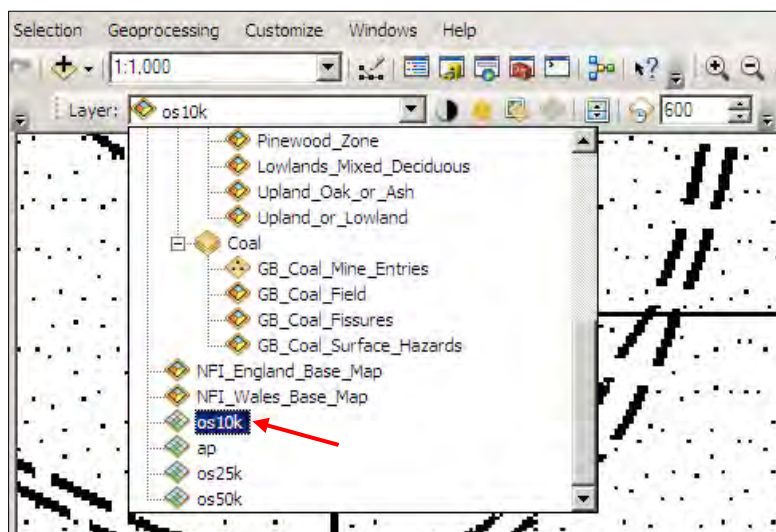 Selection Geoprocessing Customize Windows Help
1:1,000
Layer: os10k 600
Pinewood_Zone
Lowlands_Mixed_Deciduous
Upland_Oak_or_Ash
Upland_or_Lowland
Coal
GB_Coal_Mine_Entries
GB_Coal_Field
GB_Coal_Fissures
GB_Coal_Surface_Hazards
NFI_England_Base_Map
NFI_Wales_Base_Map
os10k
ap
os25k
os50k